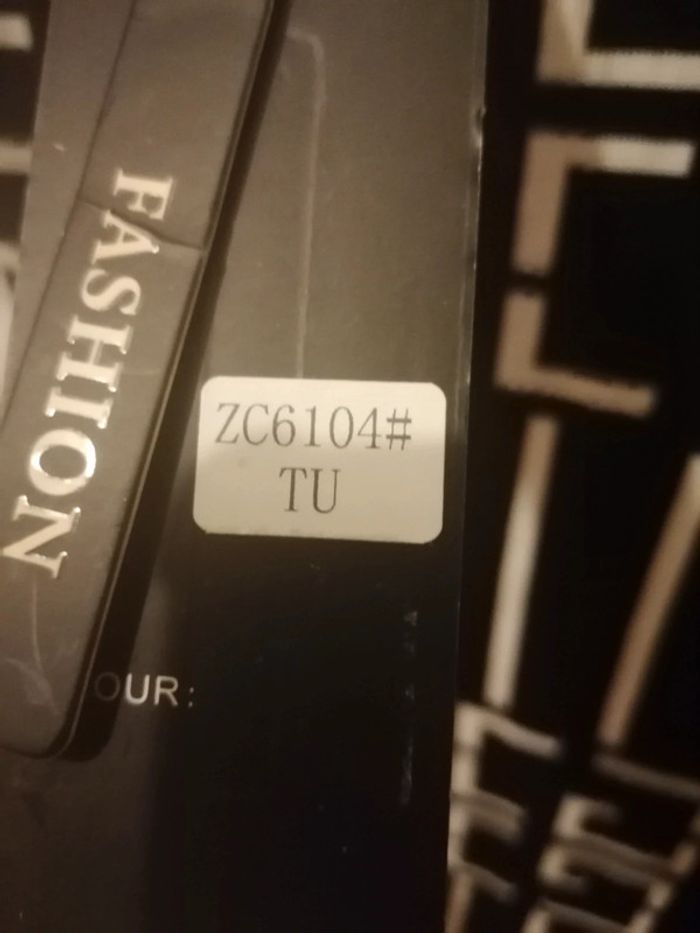 FASHION
ZC6104#
TU
OUR: